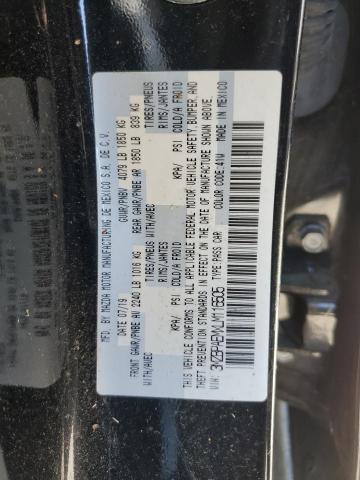 MFD. BY MAZDA MOTOR MANUFACTURING DE MEXICO S.A. DE C.V.
DATE 07/19 GVWR/PNBV 4079 LB 1850 KG
FRONT GAWR/PNBE AV 2240 LB 1016 KG REAR GAWR/PNBE AR 1850 LB 839 KG
WITH/AVEC TIRES/PNEUS WITH/AVEC TIRES/PNEUS
RIMS/JANTES RIMS/JANTES
KPA/ PSI COLD/A FROID KPA/ PSI COLD/A FROID
THIS VEHICLE CONFORMS TO ALL APPLICABLE FEDERAL MOTOR VEHICLE SAFETY, BUMPER, AND
THEFT PREVENTION STANDARDS IN EFFECT ON THE DATE OF MANUFACTURE SHOWN ABOVE.
VIN: TYPE: PASS CAR COLOR CODE: 41W MADE IN MEXICO